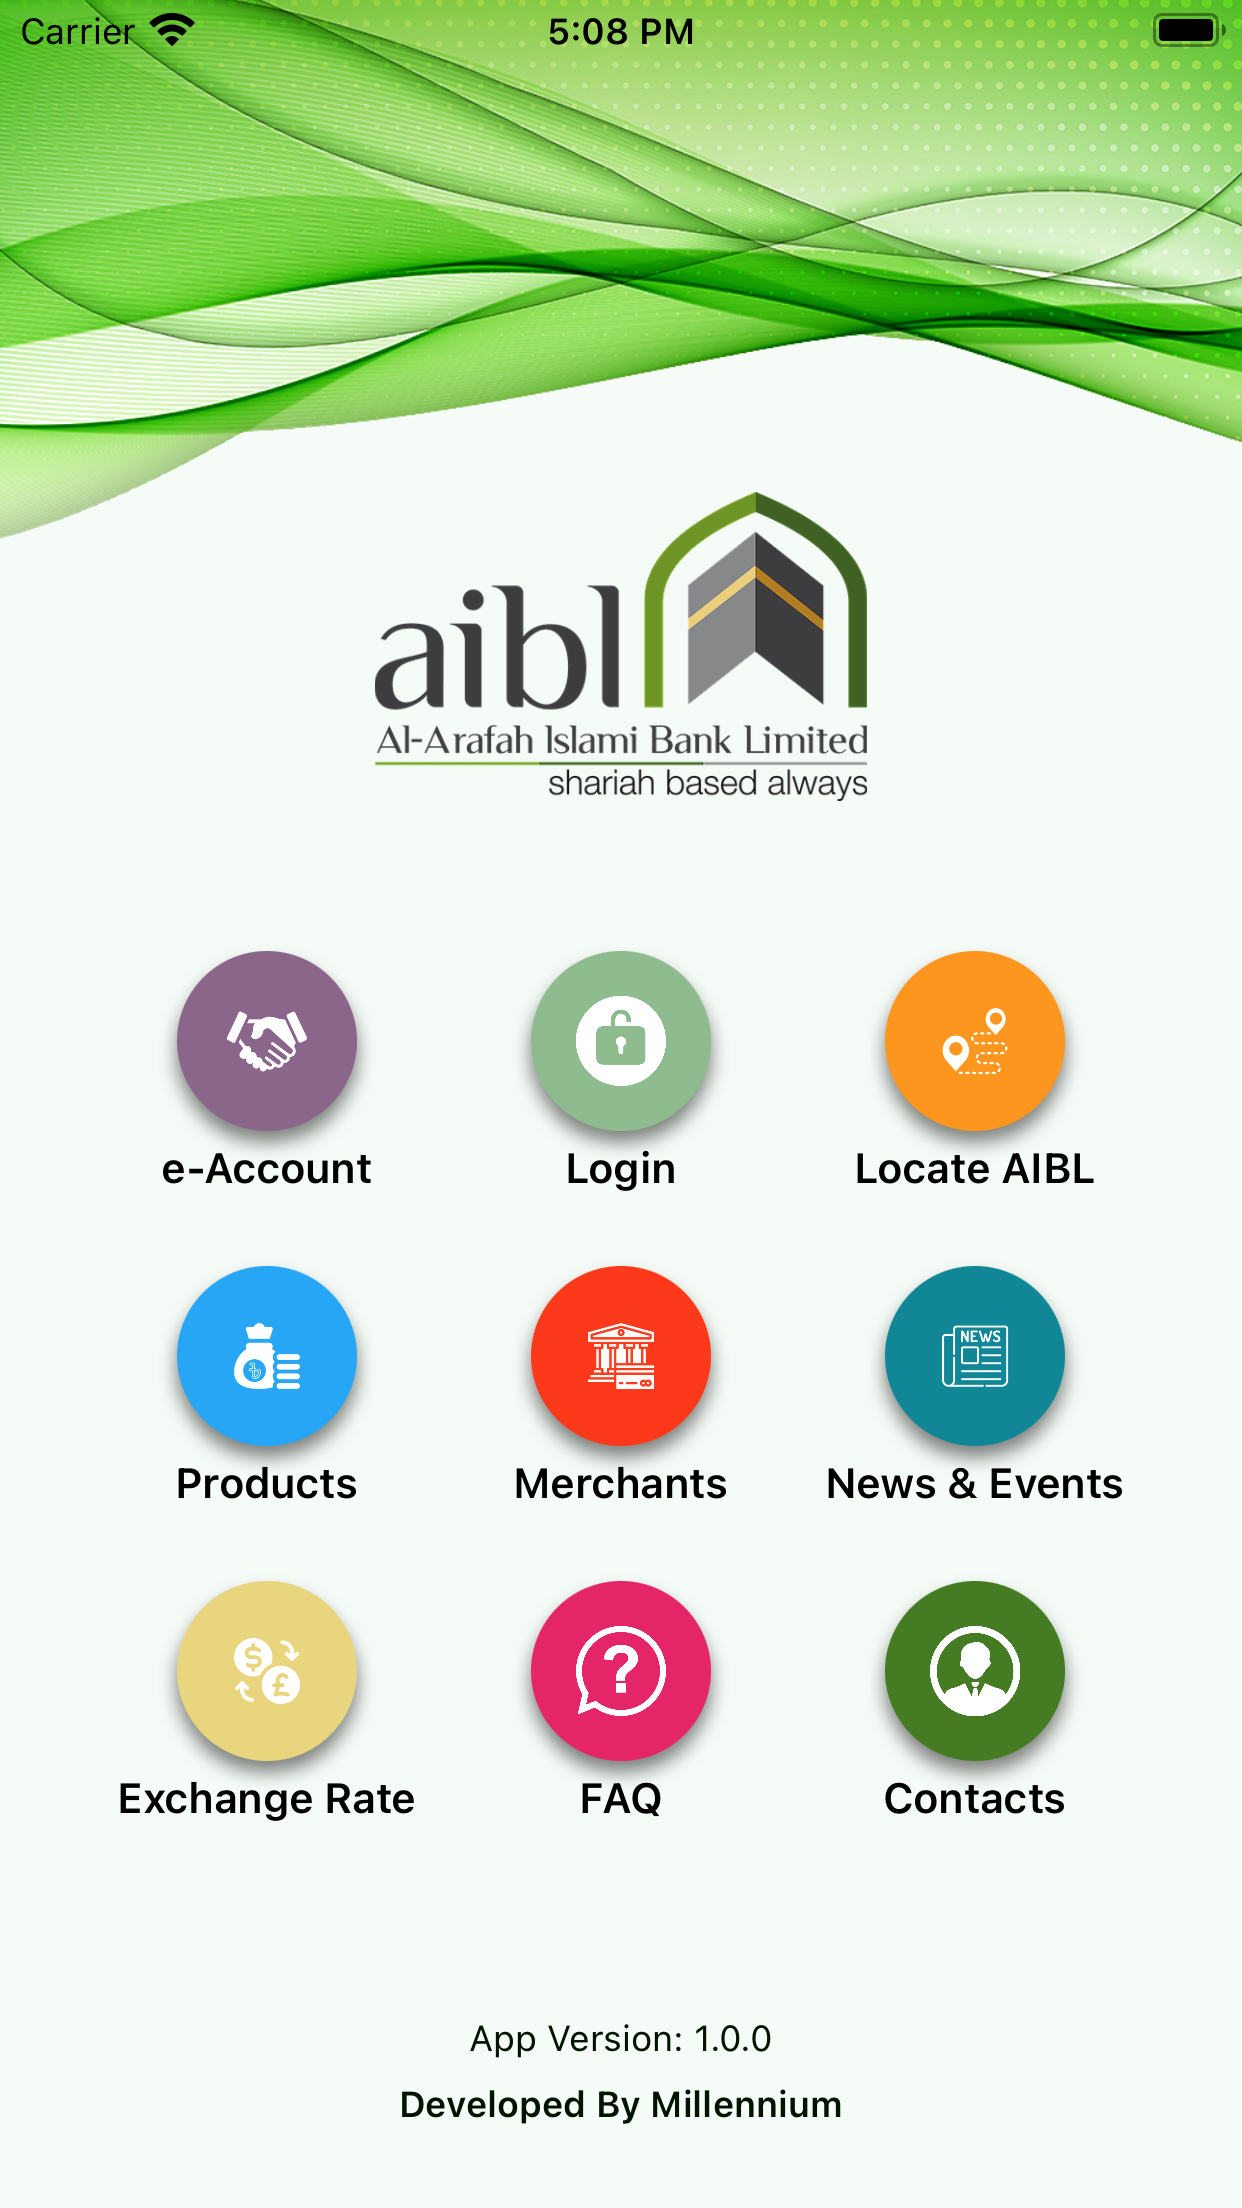 Carrier 5:08 PM
aibl
Al-Arafah Islami Bank Limited
shariah based always
e-Account Login Locate AIBL
NEWS
Products Merchants News & Events
$ £
?
Exchange Rate FAQ Contacts
App Version: 1.0.0
Developed By Millennium